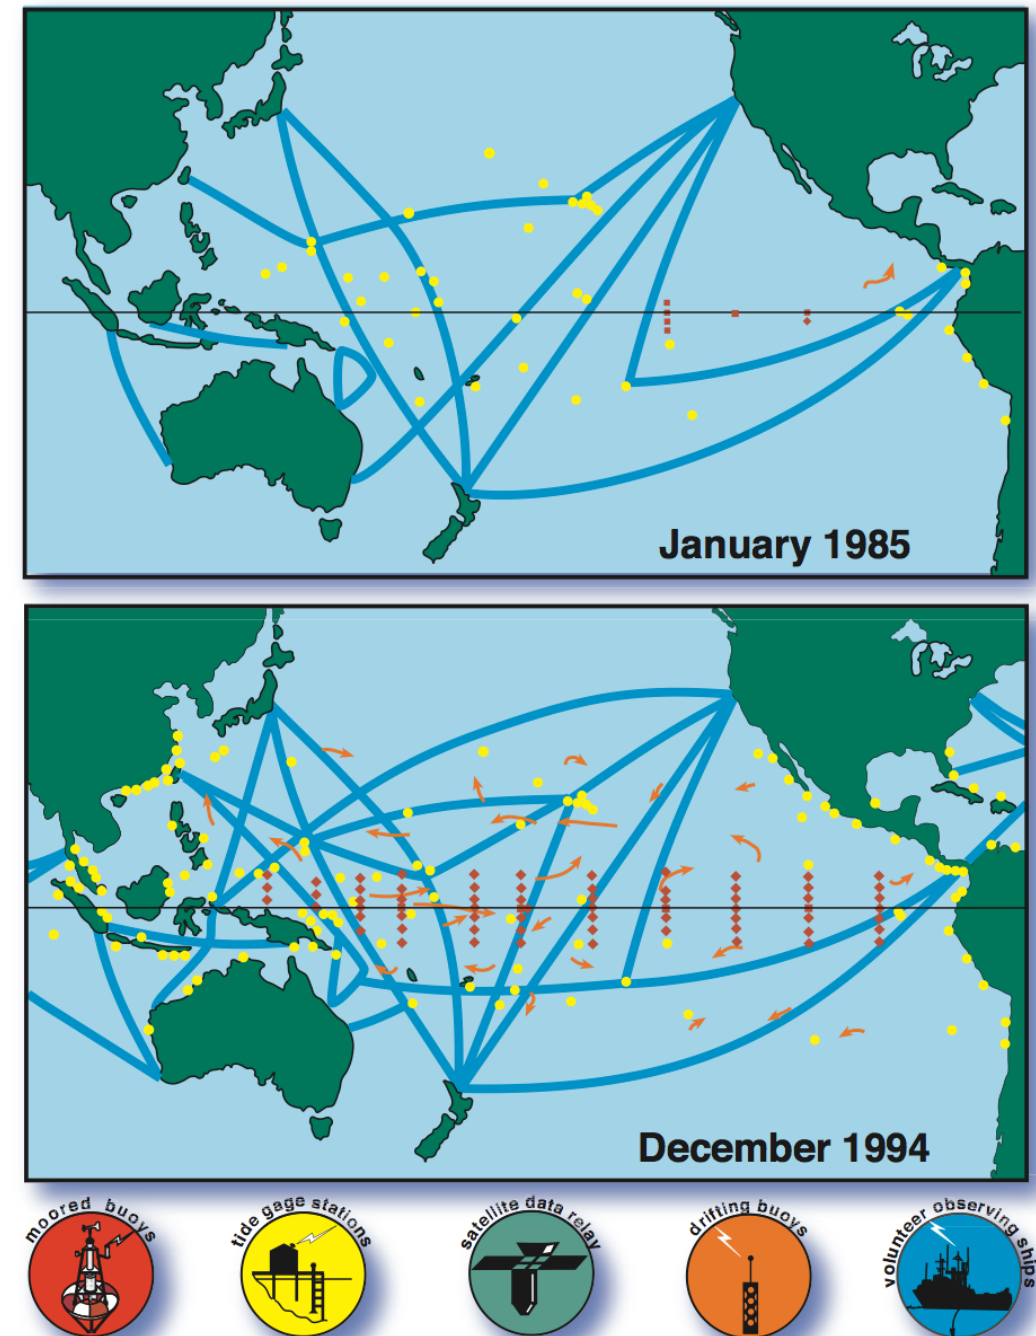 January 1985
December 1994
moored buoys
tide gage stations
satellite data relay
drifting buoys
volunteer observing ships